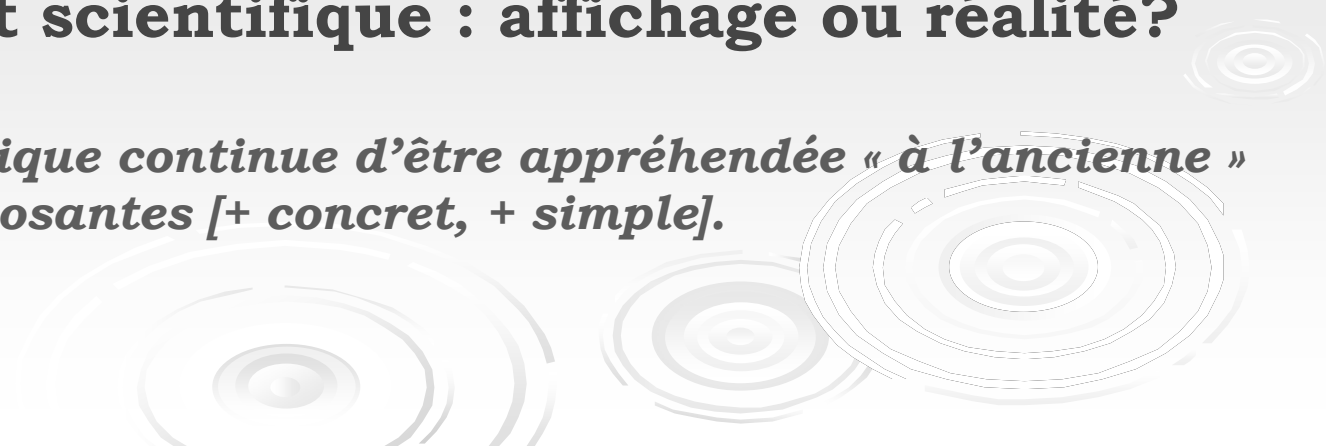 t scientifique : affichage ou réalité?
ique continue d’être appréhendée « à l’ancienne »
osantes [+ concret, + simple].